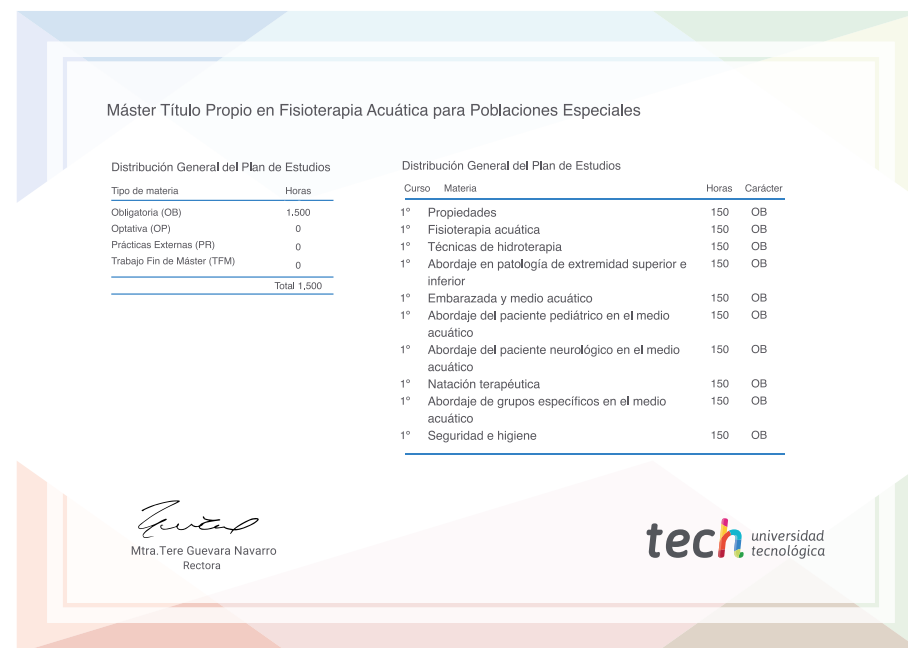 Máster Título Propio en Fisioterapia Acuática para Poblaciones Especiales
Distribución General del Plan de Estudios
Tipo de materia Horas
Obligatoria (OB) 1.500
Optativa (OP) 0
Prácticas Externas (PR) 0
Trabajo Fin de Máster (TFM) 0
Total 1.500
Distribución General del Plan de Estudios
Curso Materia Horas Carácter
1º Propiedades 150 OB
1º Fisioterapia acuática 150 OB
1º Técnicas de hidroterapia 150 OB
1º Abordaje en patología de extremidad superior e 150 OB
inferior
1º Embarazada y medio acuático 150 OB
1º Abordaje del paciente pediátrico en el medio 150 OB
acuático
1º Abordaje del paciente neurológico en el medio 150 OB
acuático
1º Natación terapéutica 150 OB
1º Abordaje de grupos específicos en el medio 150 OB
acuático
1º Seguridad e higiene 150 OB
Mtra.Tere Guevara Navarro
Rectora
tech universidad
tecnológica